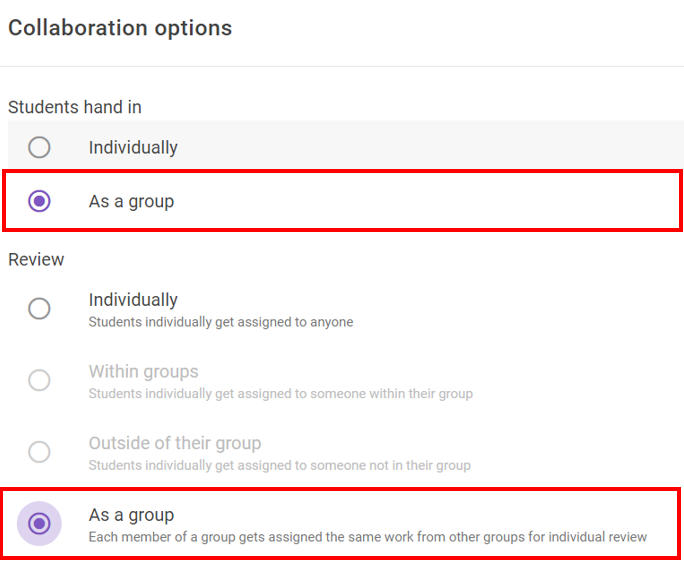 Collaboration options
Students hand in
Individually
As a group
Review
Individually
Students individually get assigned to anyone
Within groups
Students individually get assigned to someone within their group
Outside of their group
Students individually get assigned to someone not in their group
As a group
Each member of a group gets assigned the same work from other groups for individual review